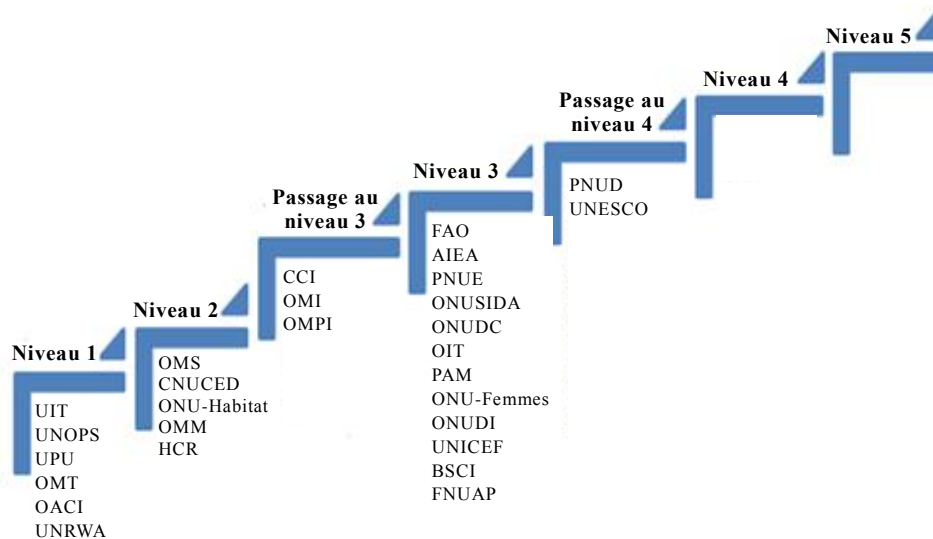 Niveau 1
UIT
UNOPS
UPU
OMT
OACI
UNRWA
Niveau 2
OMS
CNUCED
ONU-Habitat
OMM
HCR
Passage au
niveau 3
CCI
OMI
OMPI
Niveau 3
FAO
AIEA
PNUE
ONUSIDA
ONUDC
OIT
PAM
ONU-Femmes
ONUDI
UNICEF
BSCI
FNUAP
Passage au
niveau 4
PNUD
UNESCO
Niveau 4
Niveau 5